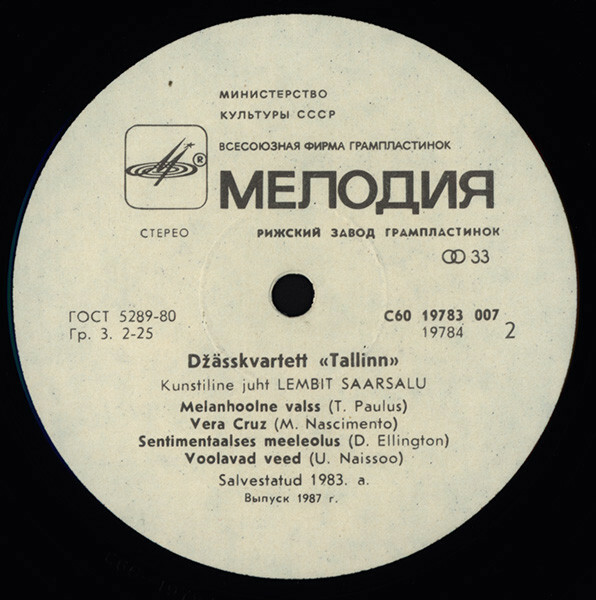 МИНИСТЕРСТВО
КУЛЬТУРЫ СССР
ВСЕСОЮЗНАЯ ФИРМА ГРАМПЛАСТИНОК
®
МЕЛОДИЯ
СТЕРЕО
РИЖСКИЙ ЗАВОД ГРАМПЛАСТИНОК
33
ГОСТ 5289-80
Гр. 3. 2-25
С60 19783 007
19784
2
Džässkvartett «Tallinn»
Kunstiline juht LEMBIT SAARSALU
Melanhoolne valss (T. Paulus)
Vera Cruz (M. Nascimento)
Sentimentaalses meeleolus (D. Ellington)
Voolavad veed (U. Naissoo)
Salvestatud 1983. a.
Выпуск 1987 г.